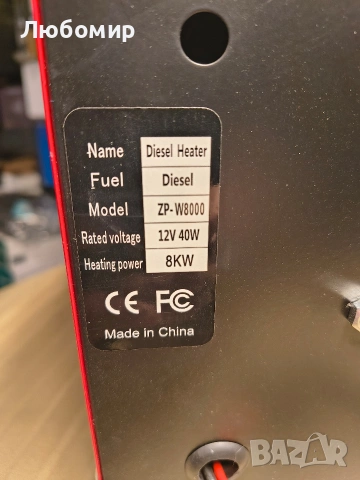 Любомир
Name Diesel Heater
Fuel Diesel
Model ZP-W8000
Rated voltage 12V 40W
Heating power 8KW
CE FC
Made in China
BAZAR